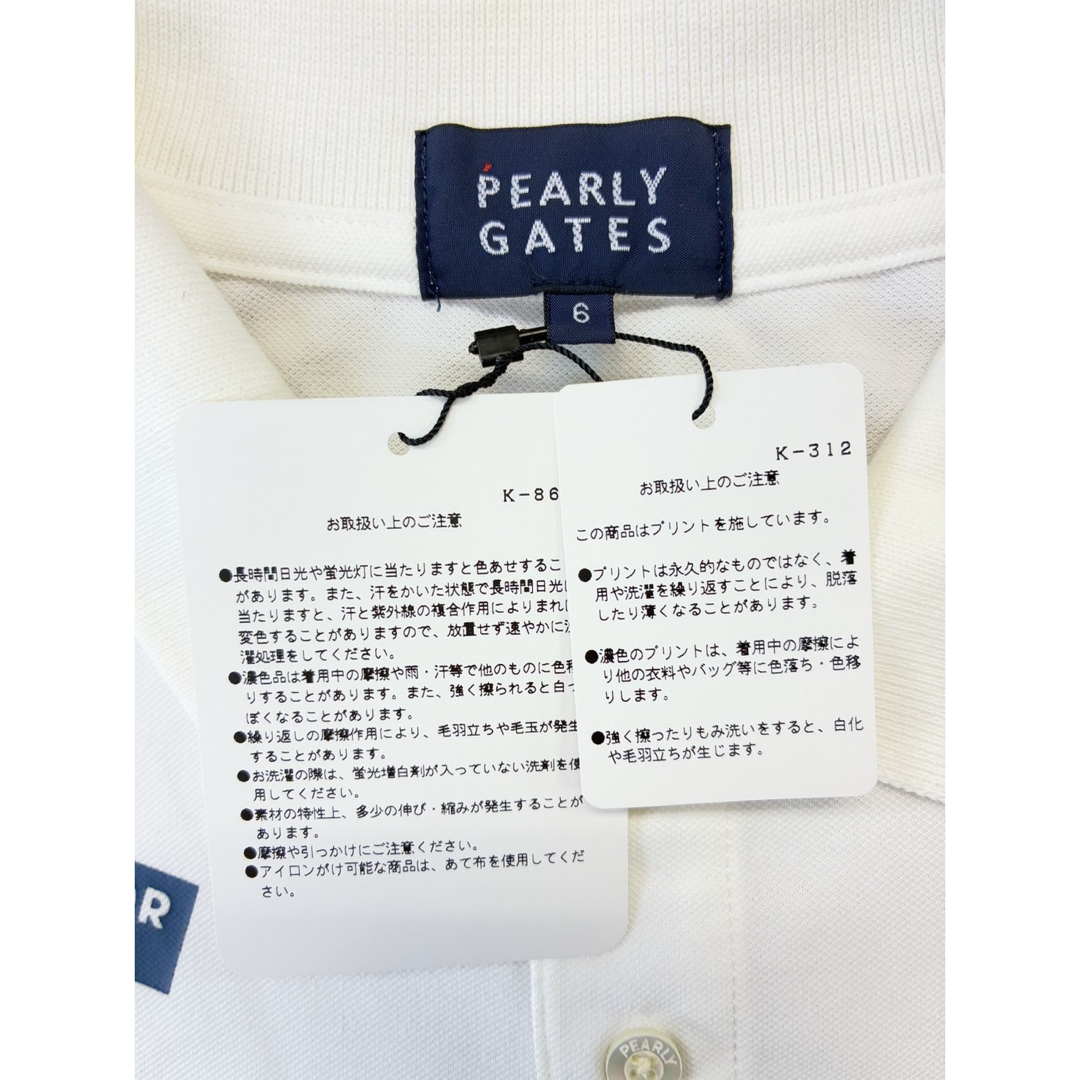 PEARLY
GATES
6
K-86
お取扱い上のご注意
●長時間日光や蛍光灯に当たりますと色あせするこ
があります。また、汗をかいた状態で長時間日光に
当たりますと、汗と紫外線の複合作用によりまれに
変色することがありますので、放置せず速やかに洗
濯処理をしてください。
●濃色品は着用中の摩擦や雨・汗等で他のものに色移
りすることがあります。また、強く擦られると白っ
ぽくなることがあります。
●繰り返しの摩擦作用により、毛羽立ちや毛玉が発生
することがあります。
●お洗濯の際は、蛍光増白剤が入っていない洗剤を使
用してください。
●素材の特性上、多少の伸び・縮みが発生することが
あります。
●摩擦や引っかけにご注意ください。
●アイロンがけ可能な商品は、あて布を使用してくだ
さい。
K-312
お取扱い上のご注意
この商品はプリントを施しています。
●プリントは永久的なものではなく、着
用や洗濯を繰り返すことにより、脱落
したり薄くなることがあります。
●濃色のプリントは、着用中の摩擦によ
り他の衣料やバッグ等に色落ち・色移
りします。
●強く擦ったりもみ洗いをすると、白化
や毛羽立ちが生じます。
PEARLY